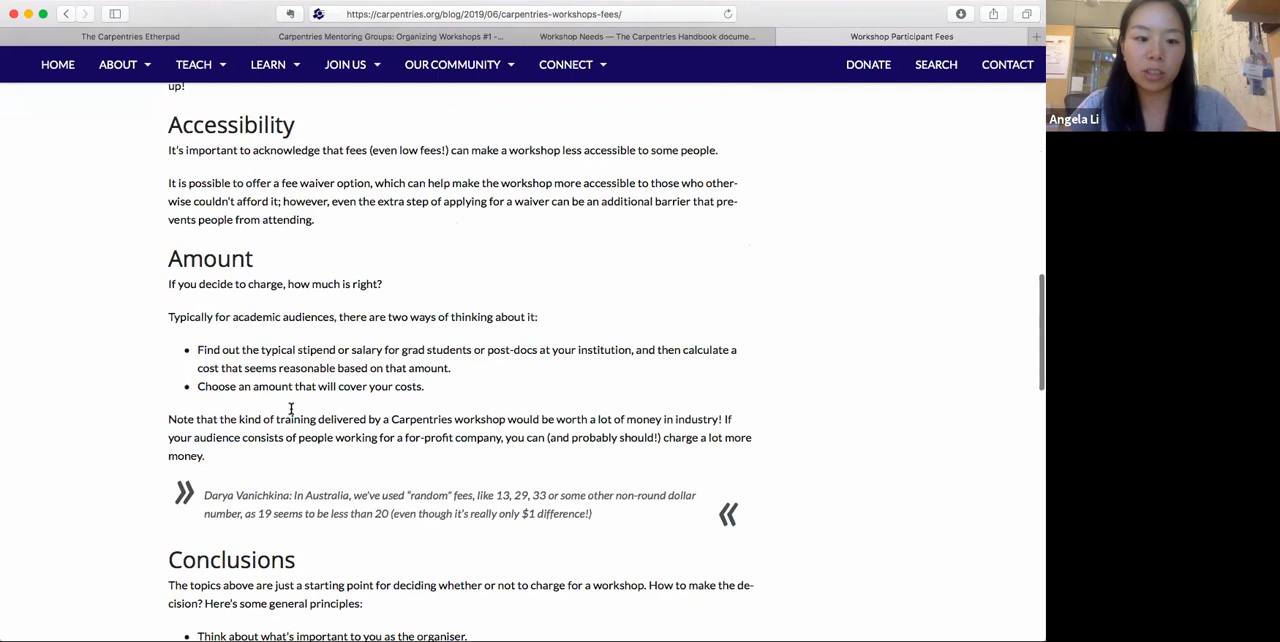 https://carpentries.org/blog/2019/06/carpentries-workshops-fees/
The Carpentries Etherpad
Carpentries Mentoring Groups: Organizing Workshops #1 -...
Workshop Needs — The Carpentries Handbook docume...
Workshop Participant Fees
HOME ABOUT TEACH LEARN JOIN US OUR COMMUNITY CONNECT DONATE SEARCH CONTACT
Angela Li
up!
Accessibility
It's important to acknowledge that fees (even low fees!) can make a workshop less accessible to some people.
It is possible to offer a fee waiver option, which can help make the workshop more accessible to those who other-
wise couldn't afford it; however, even the extra step of applying for a waiver can be an additional barrier that pre-
vents people from attending.
Amount
If you decide to charge, how much is right?
Typically for academic audiences, there are two ways of thinking about it:
• Find out the typical stipend or salary for grad students or post-docs at your institution, and then calculate a
cost that seems reasonable based on that amount.
• Choose an amount that will cover your costs.
Note that the kind of training delivered by a Carpentries workshop would be worth a lot of money in industry! If
your audience consists of people working for a for-profit company, you can (and probably should!) charge a lot more
money.
Darya Vanichkina: In Australia, we've used "random" fees, like 13, 29, 33 or some other non-round dollar
number, as 19 seems to be less than 20 (even though it's really only $1 difference!)
Conclusions
The topics above are just a starting point for deciding whether or not to charge for a workshop. How to make the de-
cision? Here's some general principles:
• Think about what's important to you as the organiser.